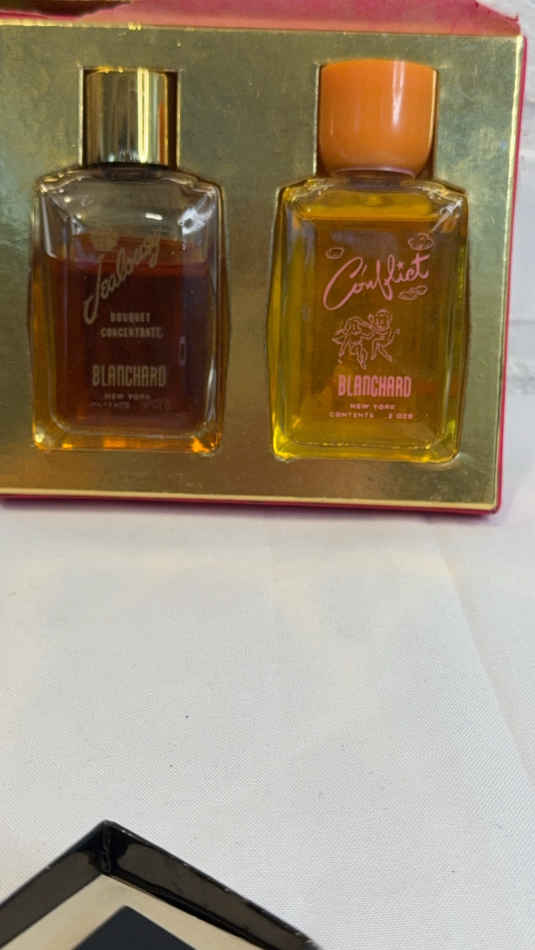 Jealousy
BOUQUET
CONCENTRATE
BLANCHARD
NEW YORK
Conflict
BLANCHARD
NEW YORK
CONTENTS 2 OZS